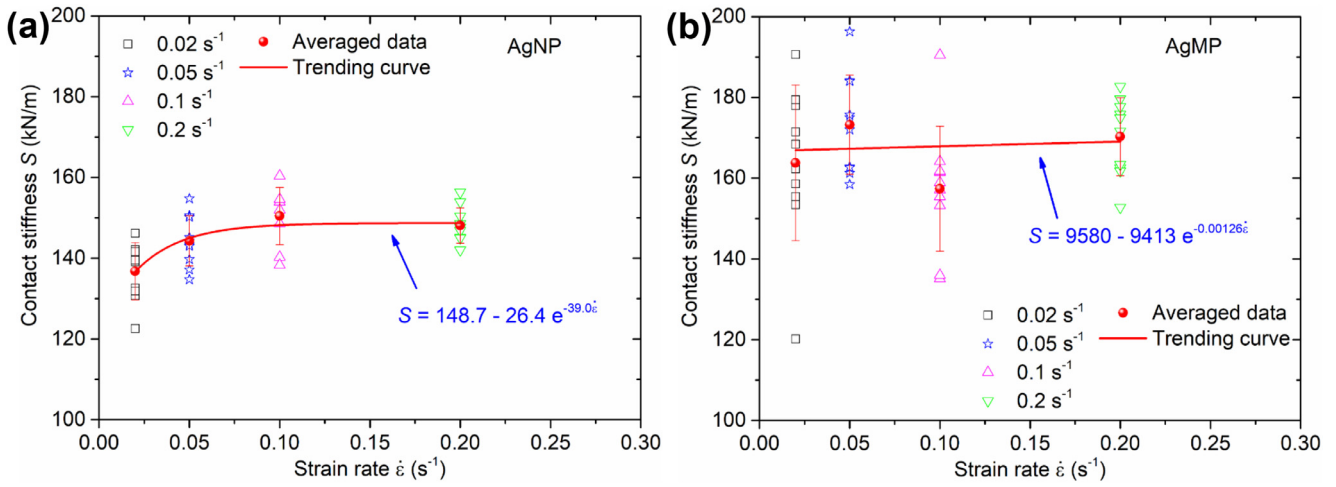 (a)
AgNP
0.02 s⁻¹
0.05 s⁻¹
0.1 s⁻¹
0.2 s⁻¹
Averaged data
Trending curve
Contact stiffness S (kN/m)
200
180
160
140
120
100
S = 148.7 - 26.4 e^-39.0ε̇
0.00 0.05 0.10 0.15 0.20 0.25 0.30
Strain rate ε̇ (s⁻¹)
(b)
AgMP
Contact stiffness S (kN/m)
200
180
160
140
120
100
S = 9580 - 9413 e^-0.00126ε̇
0.02 s⁻¹
0.05 s⁻¹
0.1 s⁻¹
0.2 s⁻¹
Averaged data
Trending curve
0.00 0.05 0.10 0.15 0.20 0.25 0.30
Strain rate ε̇ (s⁻¹)